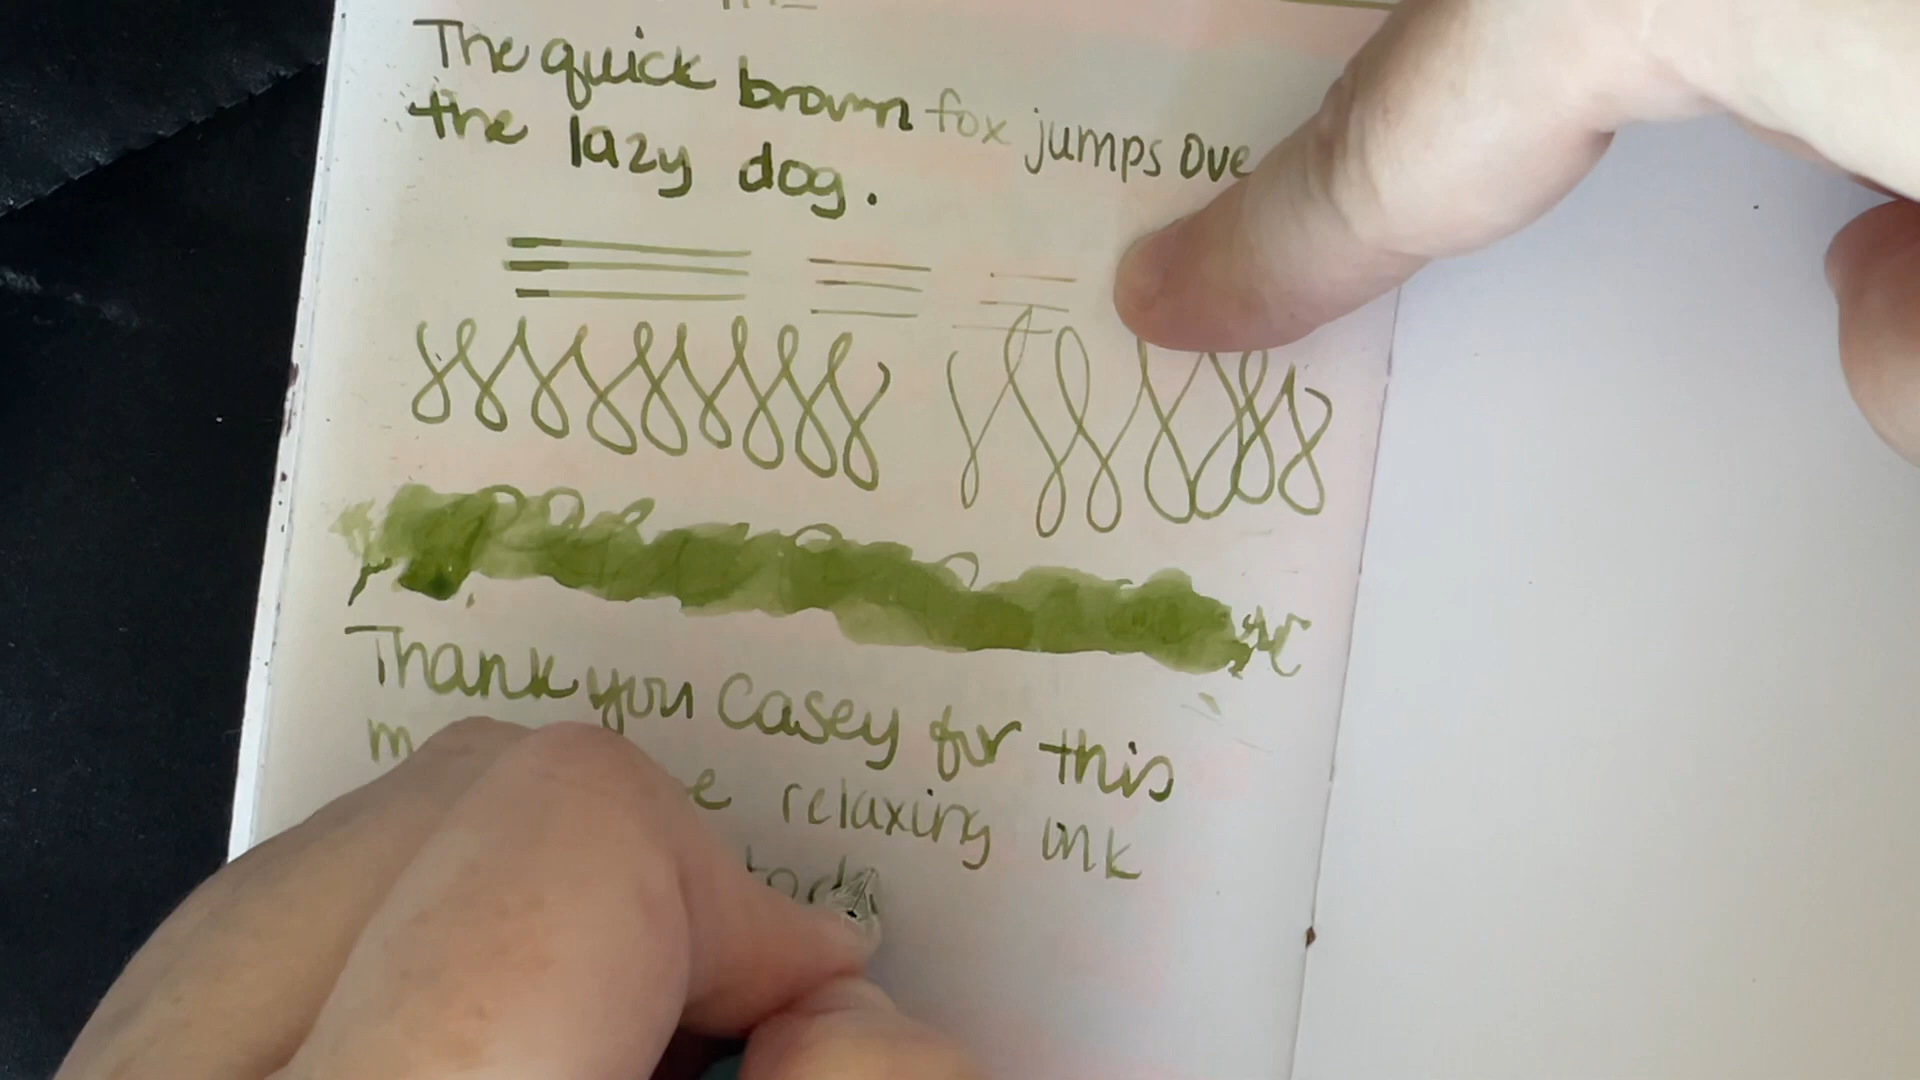 The quick brown fox jumps ove
the lazy dog.
Thank you Casey for this
relaxing ink